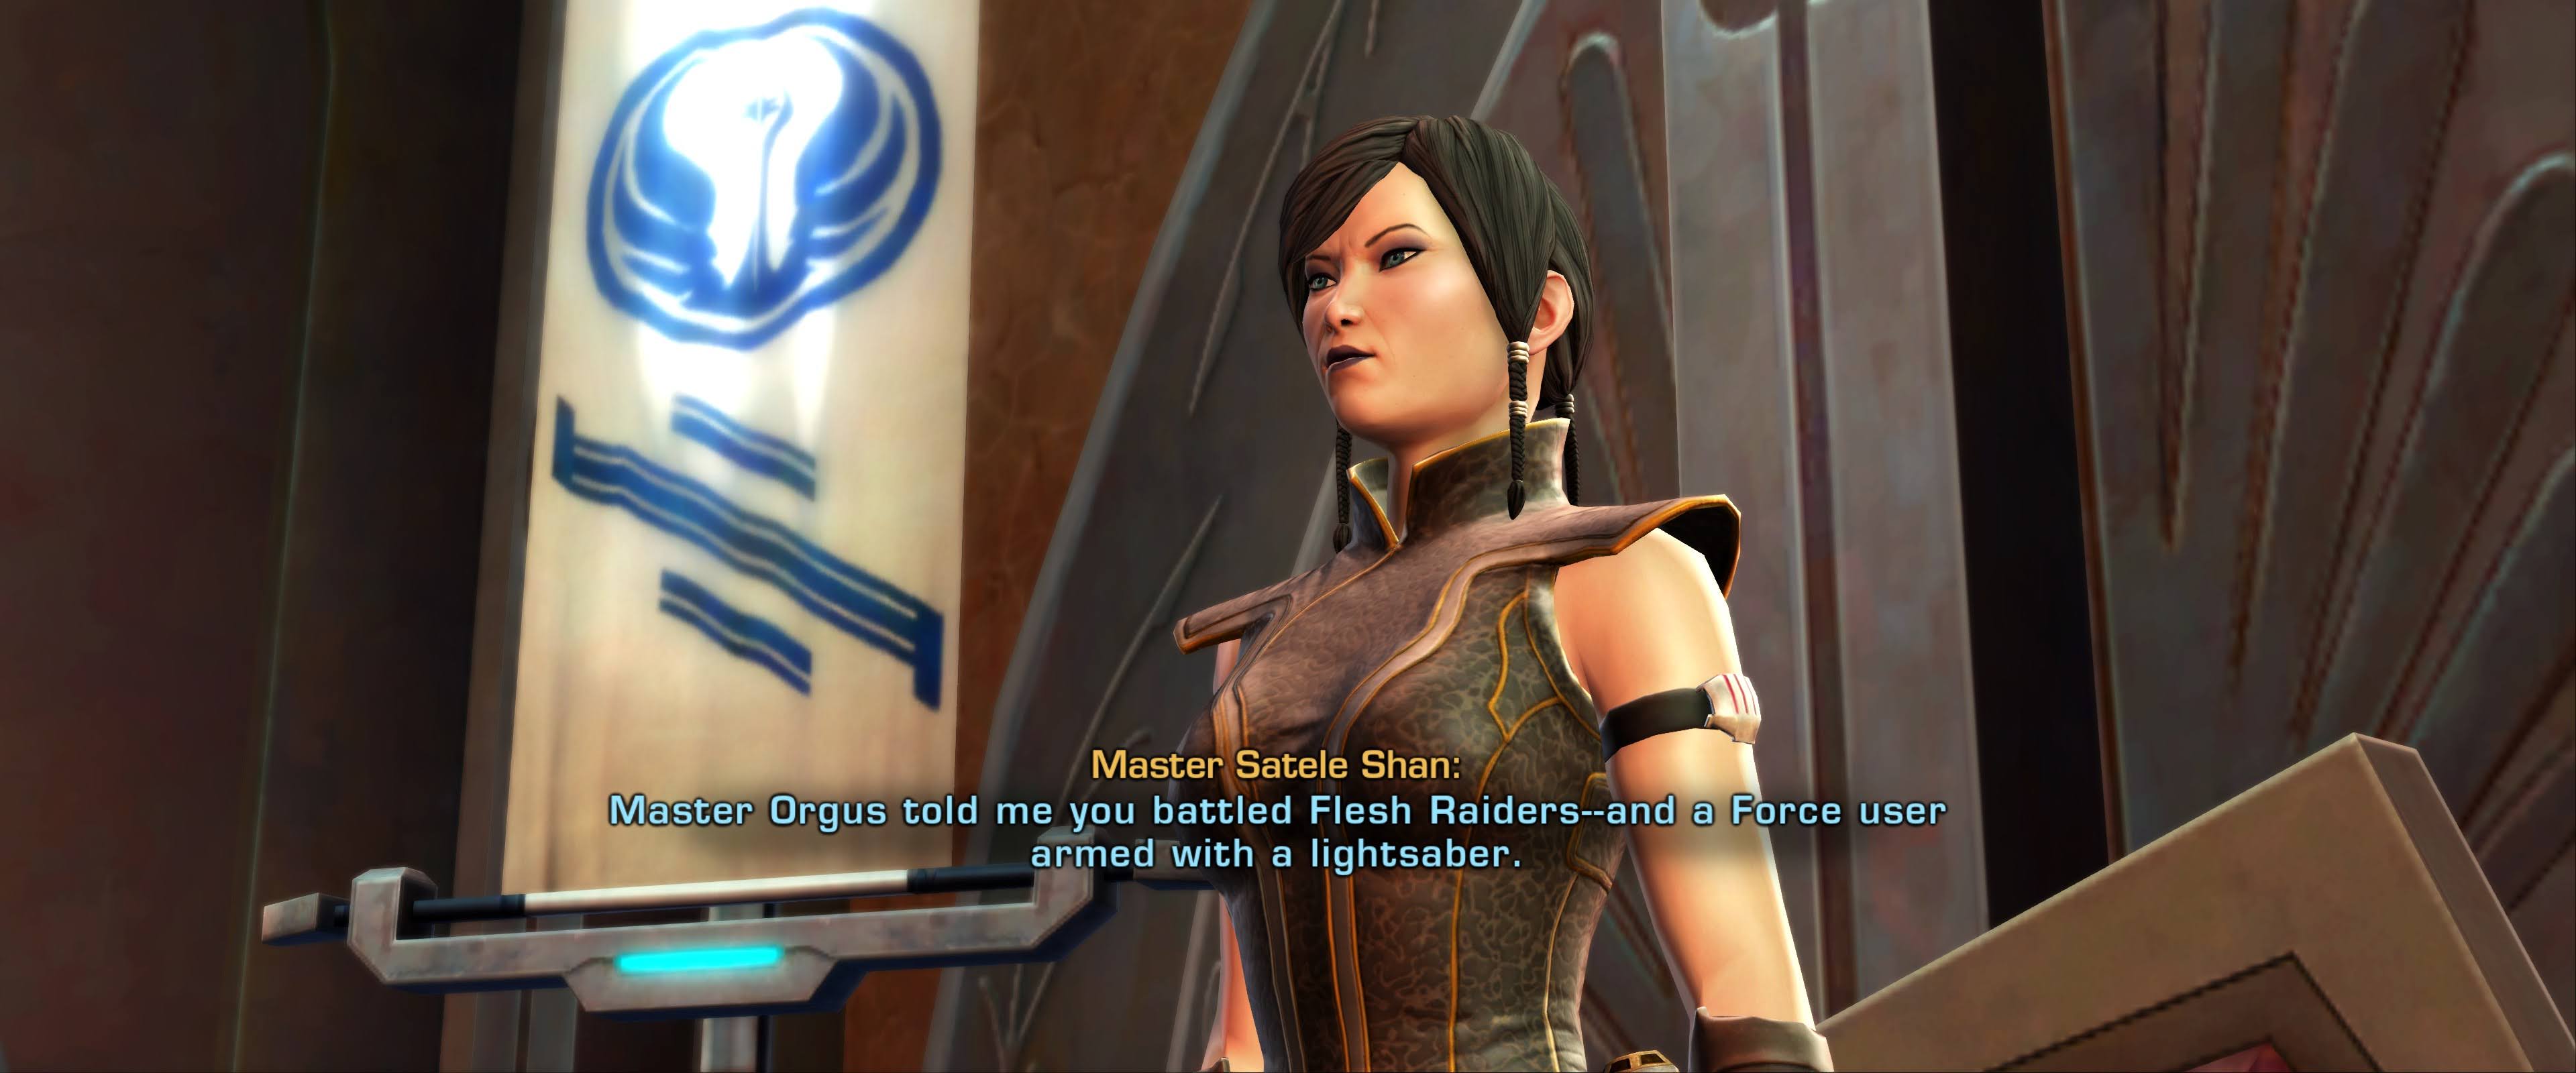 Master Satele Shan:
Master Orgus told me you battled Flesh Raiders--and a Force user
armed with a lightsaber.